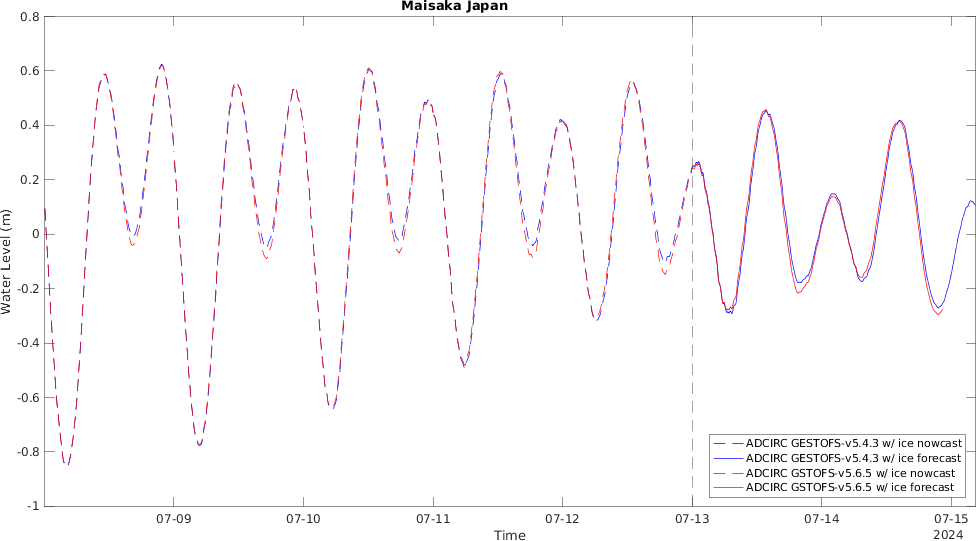 Maisaka Japan
0.8
0.6
0.4
0.2
0
-0.2
-0.4
-0.6
-0.8
-1
Water Level (m)
07-09
07-10
07-11
07-12
07-13
07-14
07-15
Time
2024
ADCIRC GESTOFS-v5.4.3 w/ ice nowcast
ADCIRC GESTOFS-v5.4.3 w/ ice forecast
ADCIRC GSTOFS-v5.6.5 w/ ice nowcast
ADCIRC GSTOFS-v5.6.5 w/ ice forecast